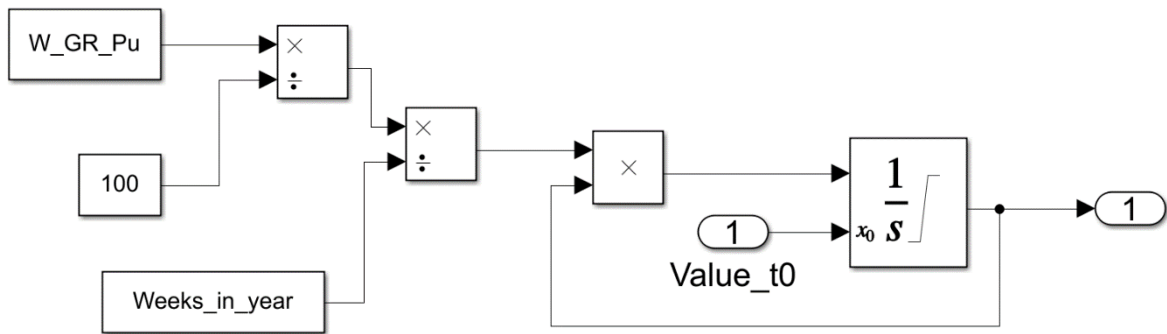 W_GR_Pu
×
÷
100
×
÷
Weeks_in_year
×
1
Value_t0
x0
1
s
1